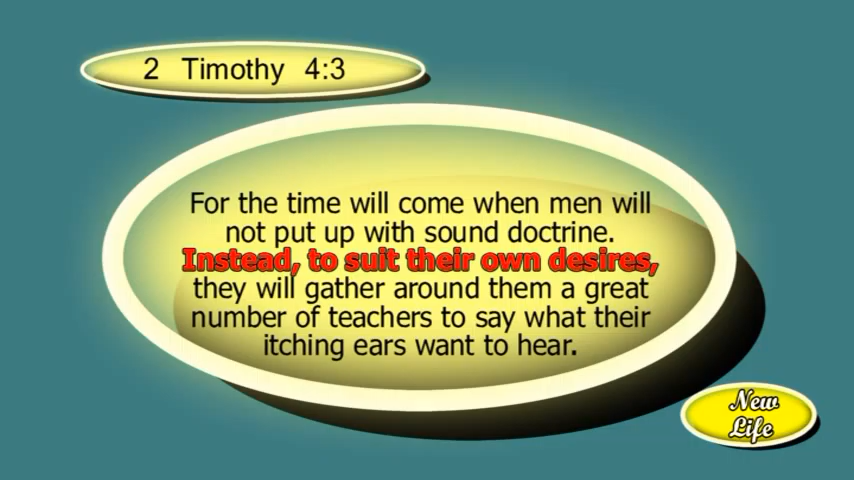 2 Timothy 4:3
For the time will come when men will
not put up with sound doctrine.
Instead, to suit their own desires,
they will gather around them a great
number of teachers to say what their
itching ears want to hear.
New
Life